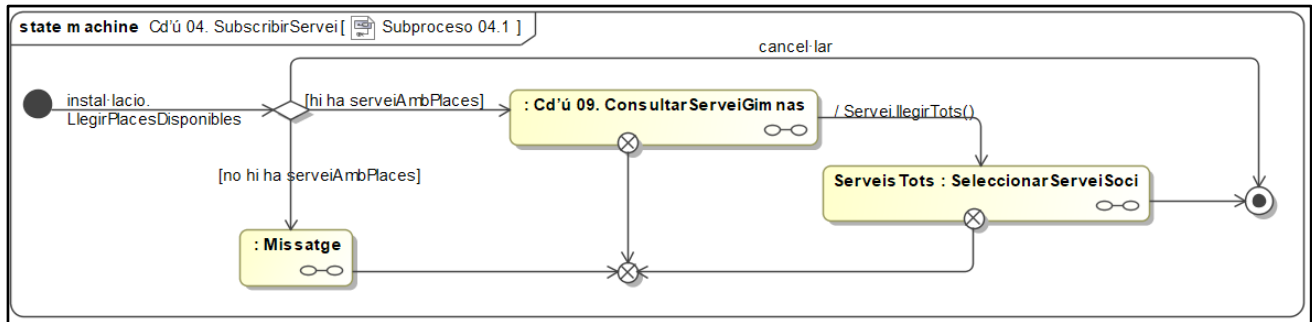 state machine Cd'ú 04. SubscribirServei [ Subproceso 04.1 ]
cancel·lar
instal·lacio.
LlegirPlacesDisponibles
[hi ha serveiAmbPlaces]
: Cd'ú 09. ConsultarServeiGimnas
/ Servei.llegirTots()
[no hi ha serveiAmbPlaces]
Serveis Tots : SeleccionarServeiSoci
: Missatge